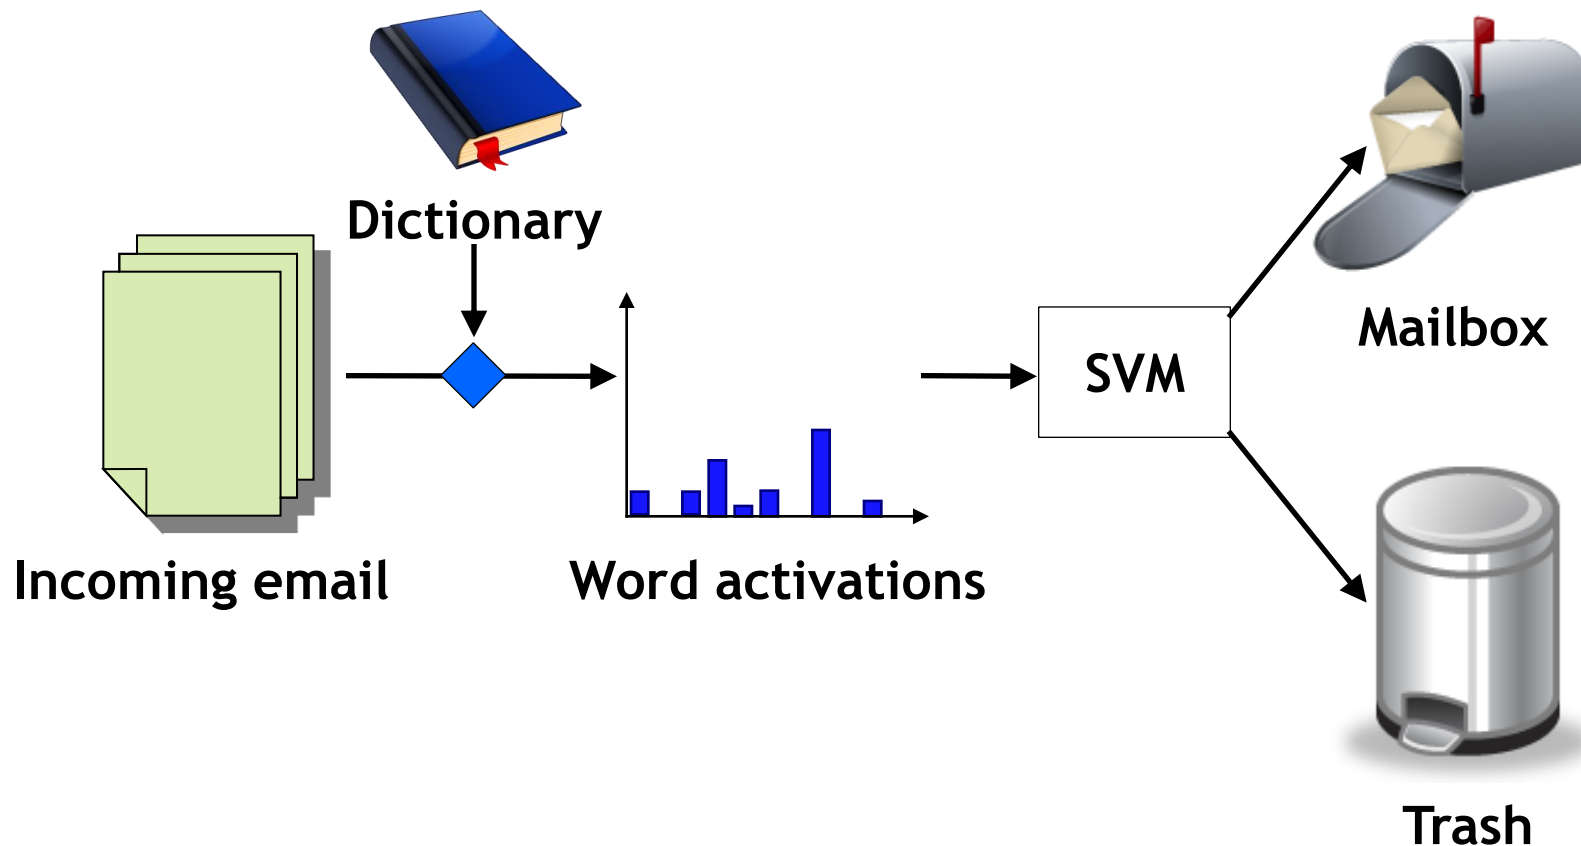 Dictionary
Incoming email
Word activations
SVM
Mailbox
Trash